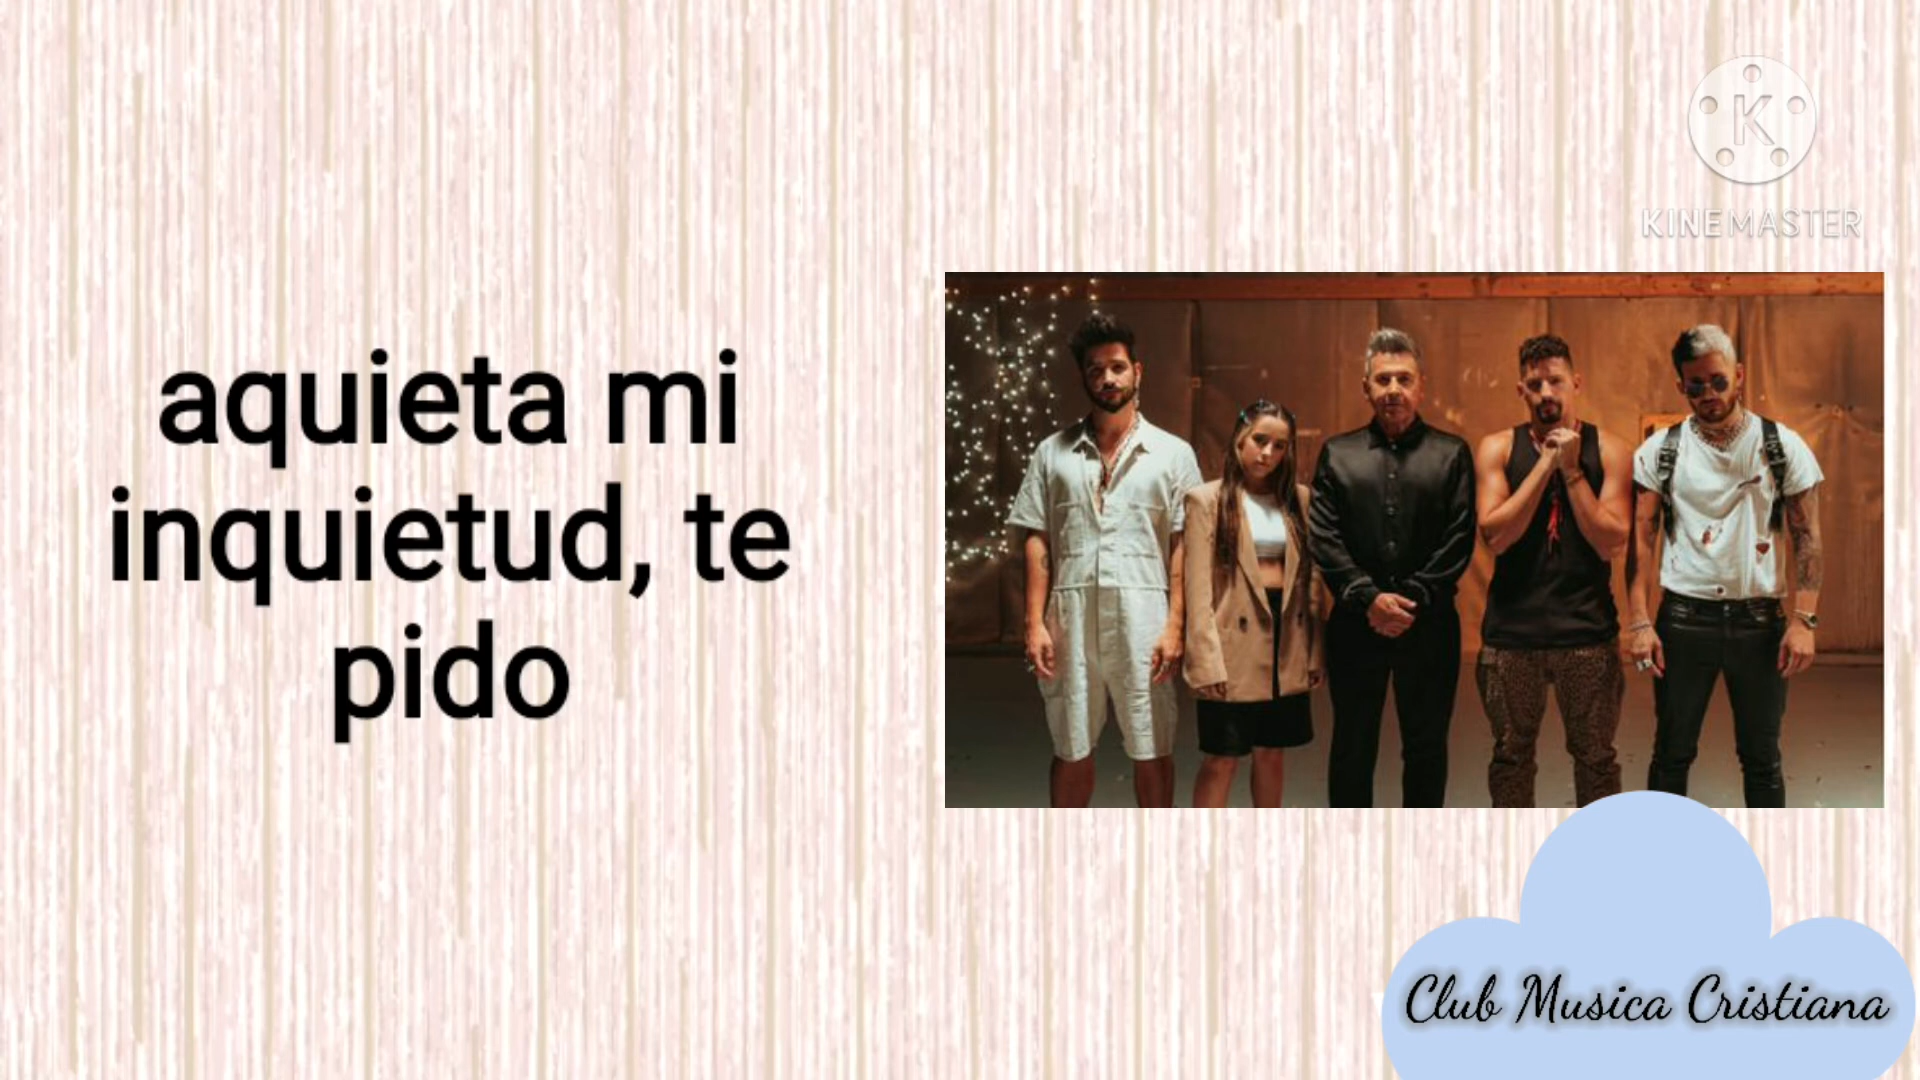 K
KINEMASTER
aquieta mi
inquietud, te
pido
Club Musica Cristiana